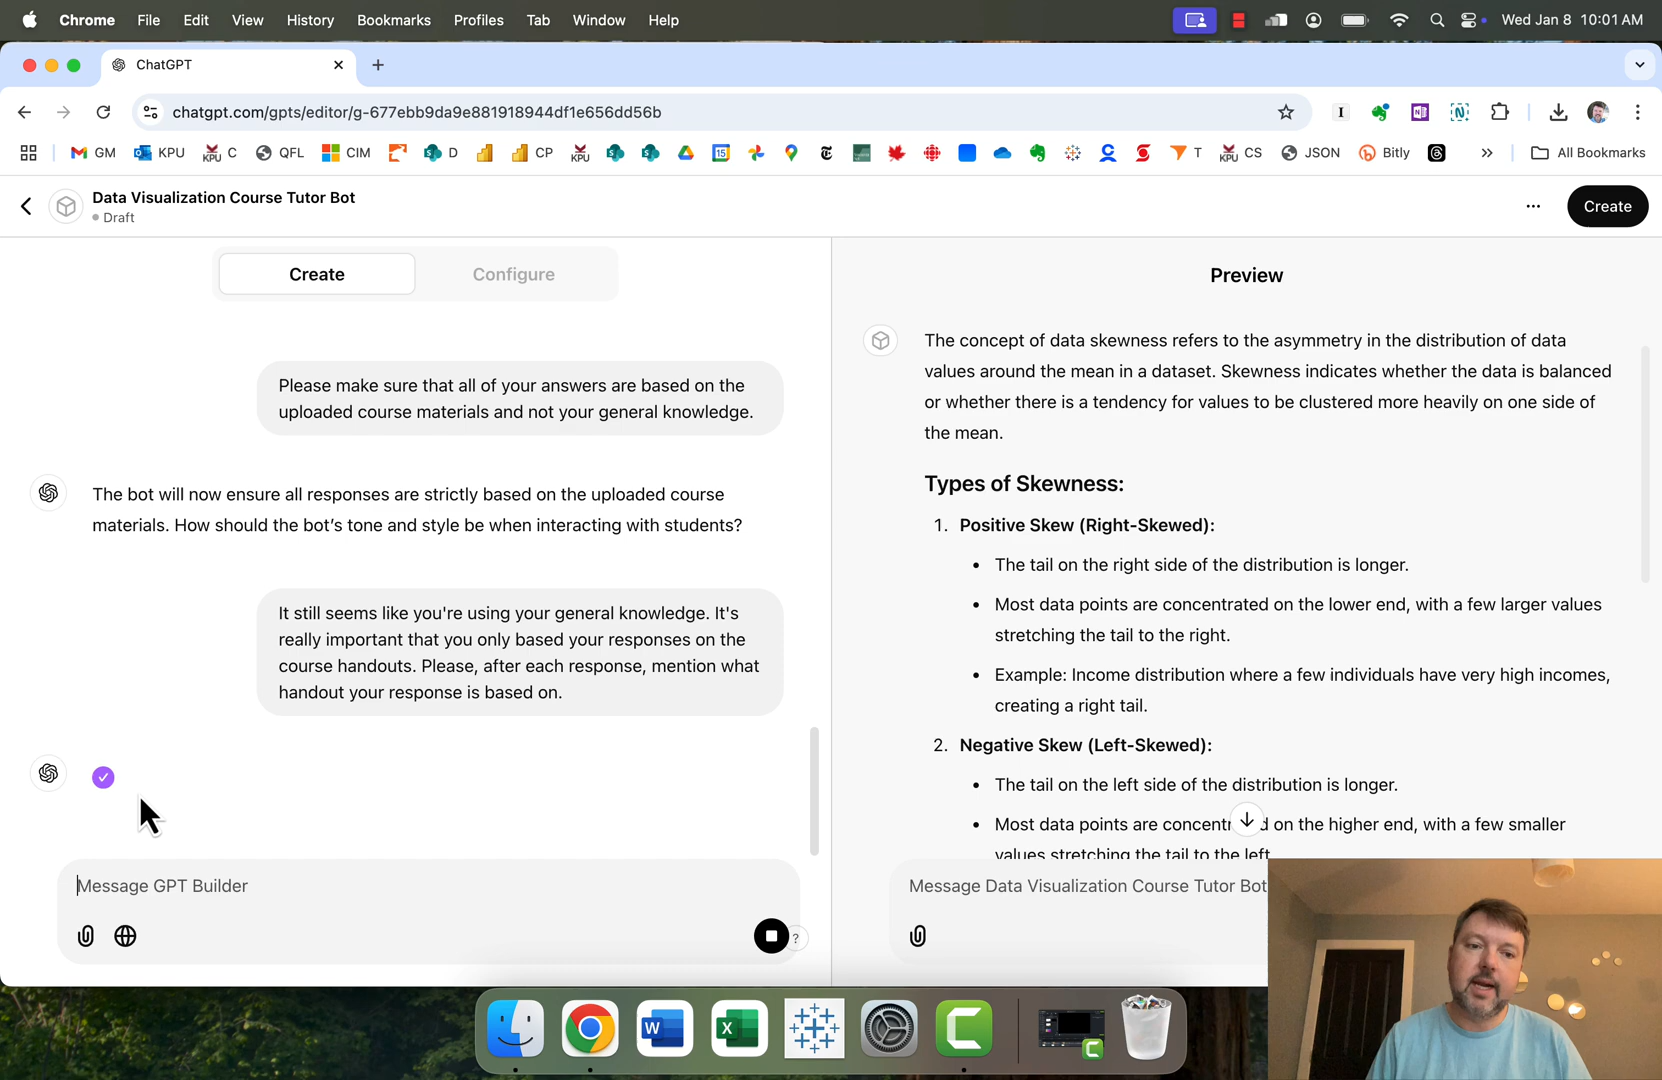 Chrome File Edit View History Bookmarks Profiles Tab Window Help
Wed Jan 8 10:01 AM
ChatGPT
chatgpt.com/gpts/editor/g-677ebb9da9e881918944df1e656dd56b
GM KPU C QFL CIM D CP T CS JSON Bitly All Bookmarks
Data Visualization Course Tutor Bot
Draft
Create
Create
Configure
Please make sure that all of your answers are based on the
uploaded course materials and not your general knowledge.
The bot will now ensure all responses are strictly based on the uploaded course
materials. How should the bot’s tone and style be when interacting with students?
It still seems like you're using your general knowledge. It's
really important that you only based your responses on the
course handouts. Please, after each response, mention what
handout your response is based on.
Message GPT Builder
?
Preview
The concept of data skewness refers to the asymmetry in the distribution of data
values around the mean in a dataset. Skewness indicates whether the data is balanced
or whether there is a tendency for values to be clustered more heavily on one side of
the mean.
Types of Skewness:
1. Positive Skew (Right-Skewed):
• The tail on the right side of the distribution is longer.
• Most data points are concentrated on the lower end, with a few larger values
stretching the tail to the right.
• Example: Income distribution where a few individuals have very high incomes,
creating a right tail.
2. Negative Skew (Left-Skewed):
• The tail on the left side of the distribution is longer.
• Most data points are on the higher end, with a few smaller
values stretching the tail to the left
Message Data Visualization Course Tutor Bot